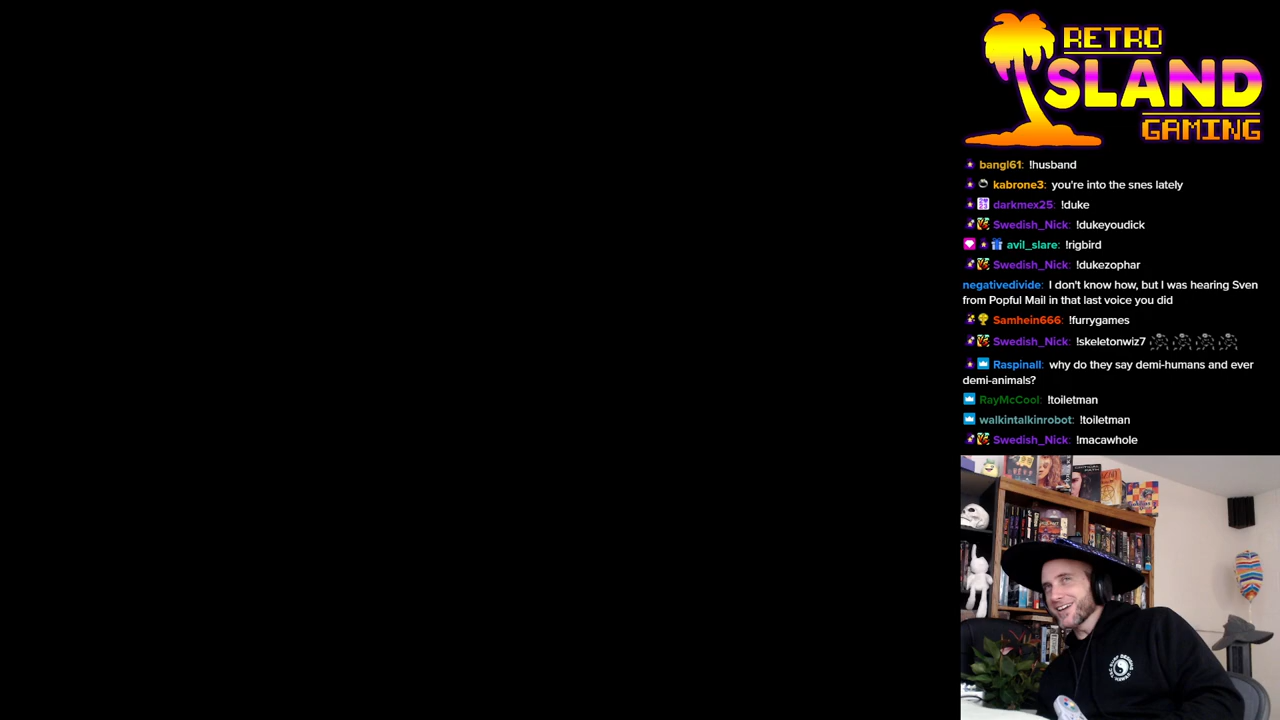 RETRO
ISLAND
GAMING
bangl61: !husband
kabrone3: you're into the snes lately
darkmex25: !duke
Swedish_Nick: !dukeyoudick
avil_slare: !rigbird
Swedish_Nick: !dukezophar
negativedivide: I don't know how, but I was hearing Sven
from Popful Mail in that last voice you did
Samhein666: !furrygames
Swedish_Nick: !skeletonwiz7
Raspinall: why do they say demi-humans and ever
demi-animals?
RayMcCool: !toiletman
walkintalkinrobot: !toiletman
Swedish_Nick: !macawhole